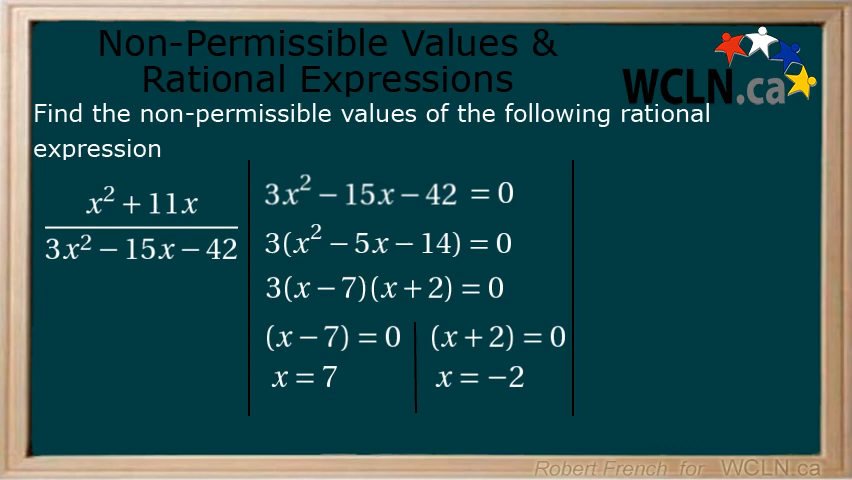 Non-Permissible Values &
Rational Expressions
WCLN.ca
Find the non-permissible values of the following rational
expression
x² + 11x
3x² − 15x − 42
3x² − 15x − 42 = 0
3(x² − 5x − 14) = 0
3(x − 7)(x + 2) = 0
(x − 7) = 0
x = 7
(x + 2) = 0
x = −2
Robert French for WCLN.ca